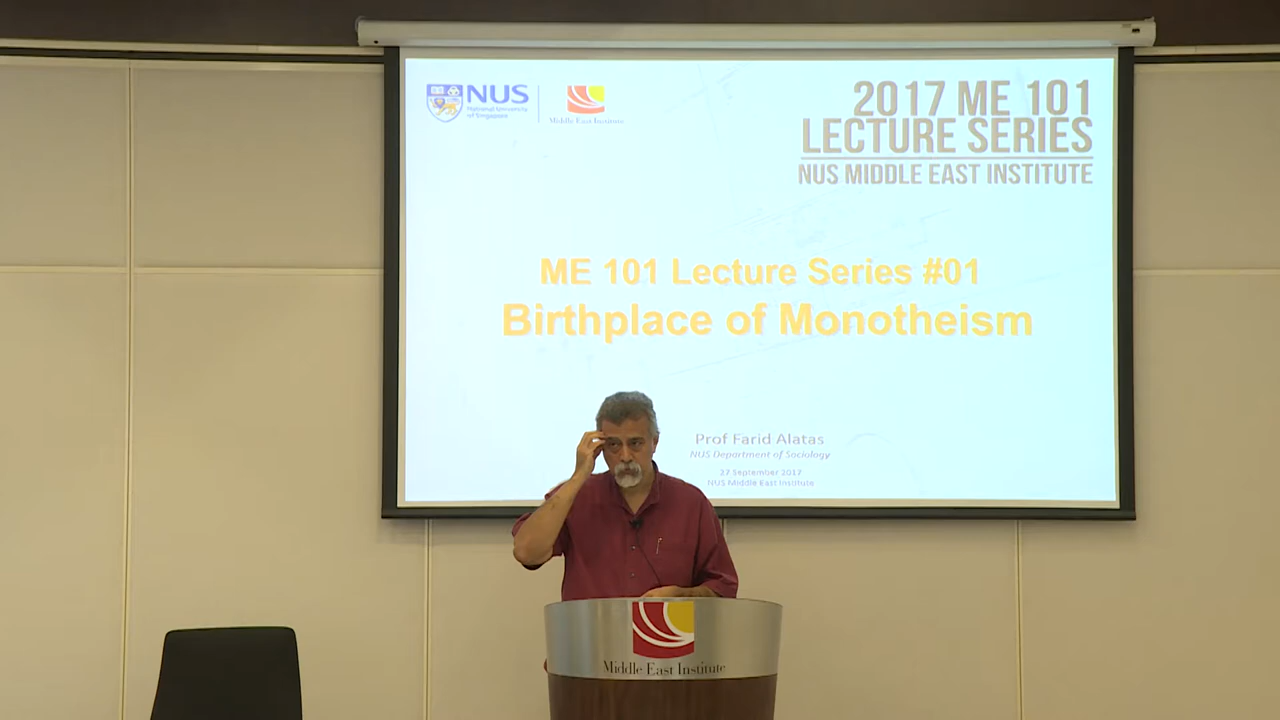 NUS
National University
of Singapore
Middle East Institute
2017 ME 101
LECTURE SERIES
NUS MIDDLE EAST INSTITUTE
ME 101 Lecture Series #01
Birthplace of Monotheism
Prof Farid Alatas
NUS Department of Sociology
27 September 2017
NUS Middle East Institute
Middle East Institute